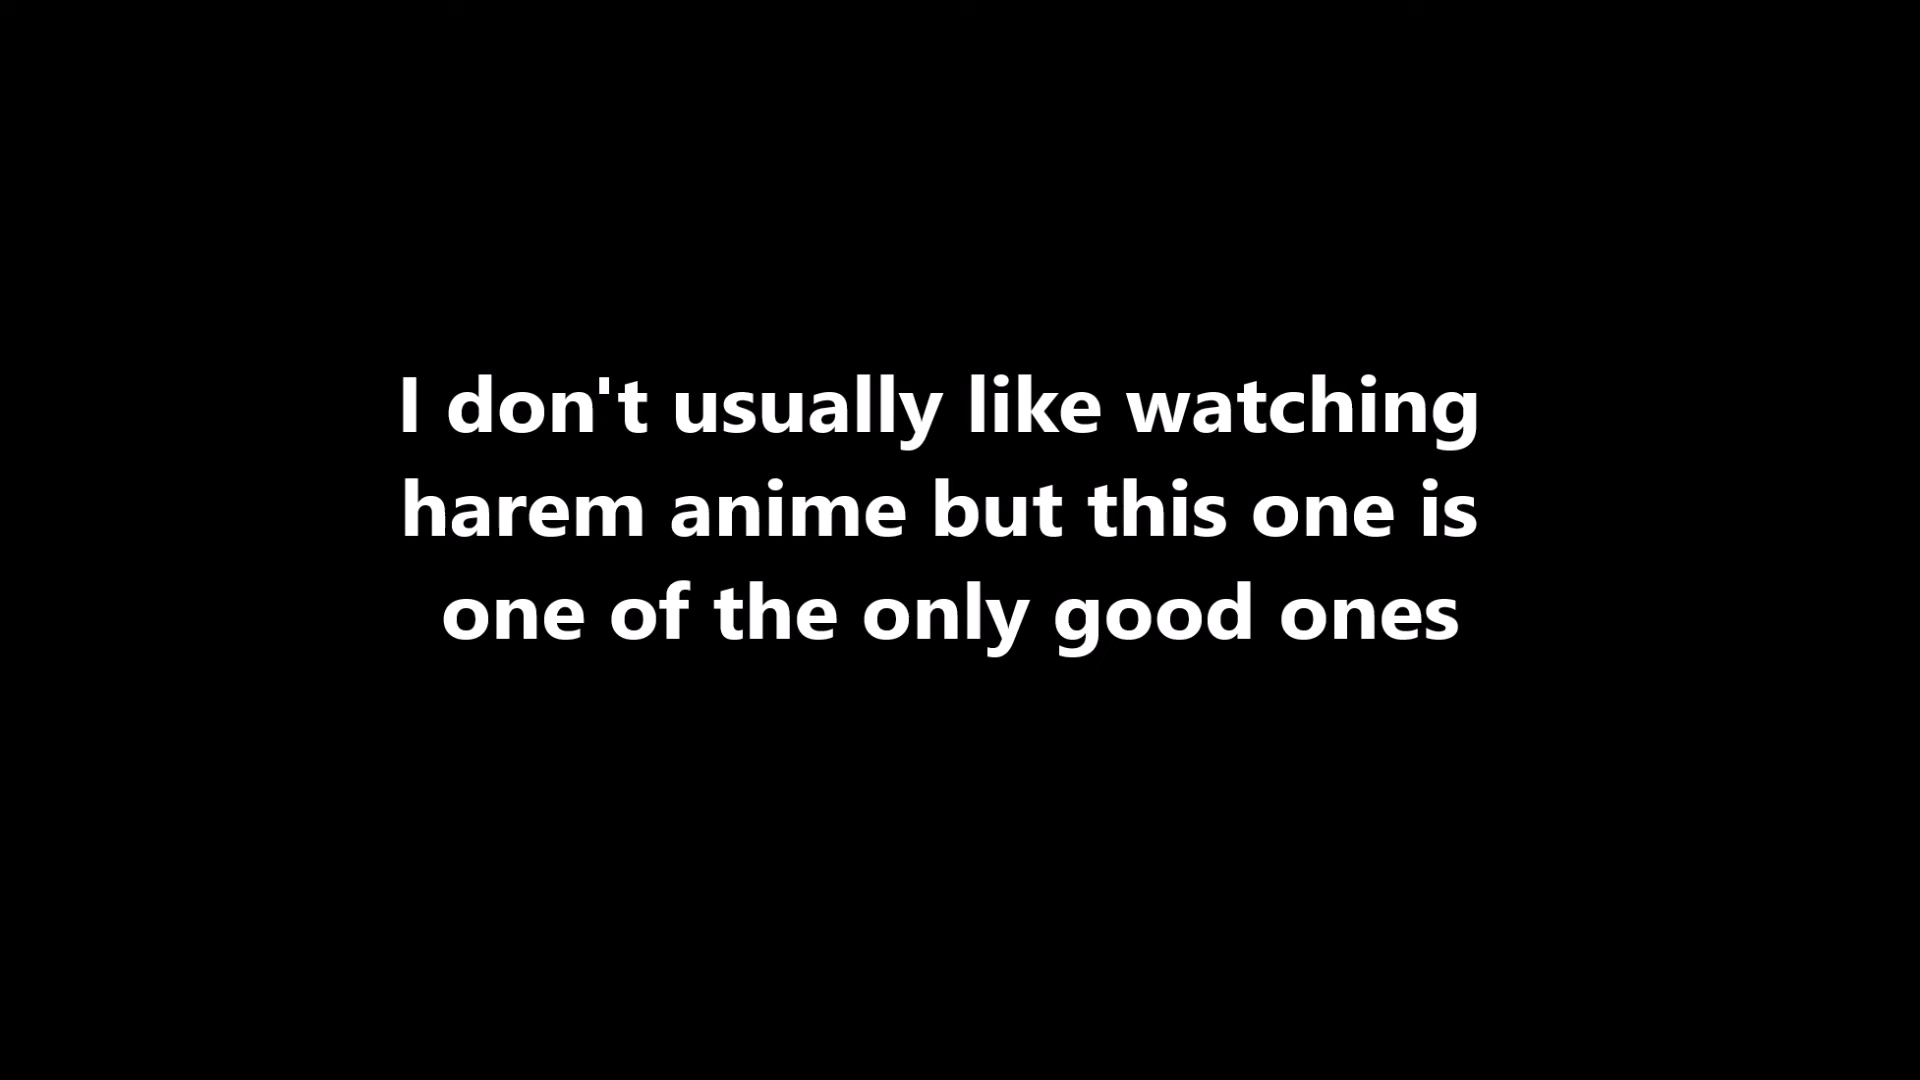 I don't usually like watching
harem anime but this one is
one of the only good ones